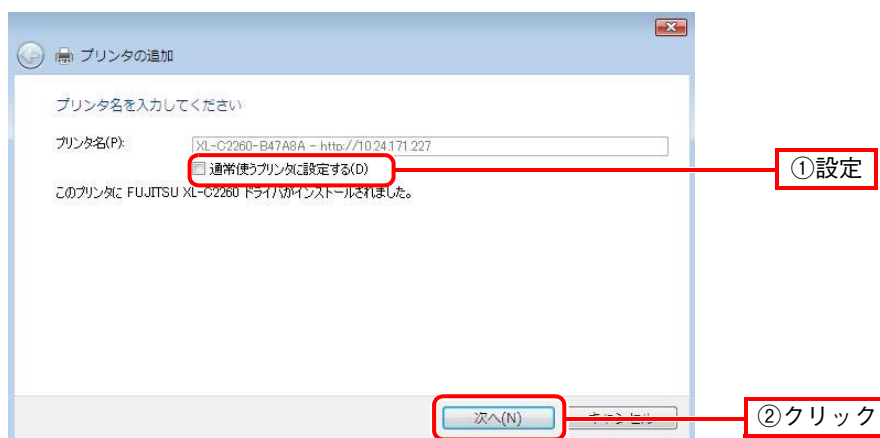 プリンタの追加
プリンタ名を入力してください
プリンタ名(P):
XL-C2260-B47A8A - http://10.24.171.227
通常使うプリンタに設定する(D)
①設定
このプリンタに FUJITSU XL-C2260 ドライバがインストールされました。
次へ(N)
キャンセル
②クリック